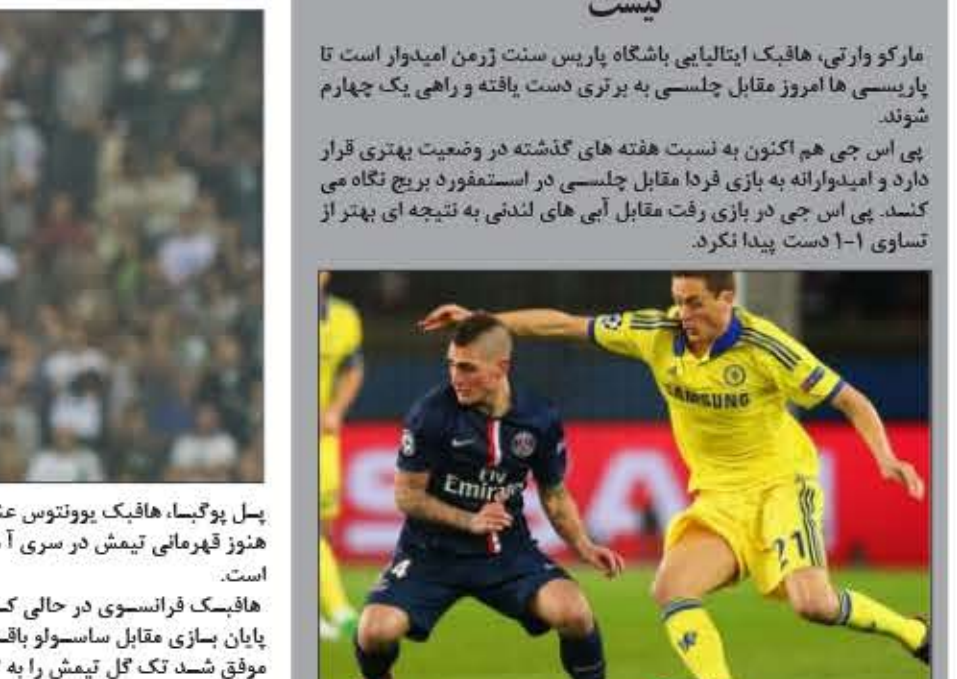 نیست
مارکو وارتی، هافبک ایتالیایی باشگاه پاریس سنت ژرمن امیدوار است تا
پاریسی ها امروز مقابل چلسی به برتری دست یافته و راهی یک چهارم
شوند.
پی اس جی هم اکنون به نسبت هفته های گذشته در وضعیت بهتری قرار
دارد و امیدوارانه به بازی فردا مقابل چلسی در استمفورد بریج نگاه می
کند. پی اس جی در بازی رفت مقابل آبی های لندنی به نتیجه ای بهتر از
تساوی ۱-۱ دست پیدا نکرد.
SAMSUNG
Fly
Emirates
21
4
پل پوگبا، هافبک یوونتوس
هنوز قهرمانی تیمش در سری آ
است.
هافبک فرانسوی در حالی
پایان بازی مقابل ساسولو
موفق شد تک گل تیمش را به